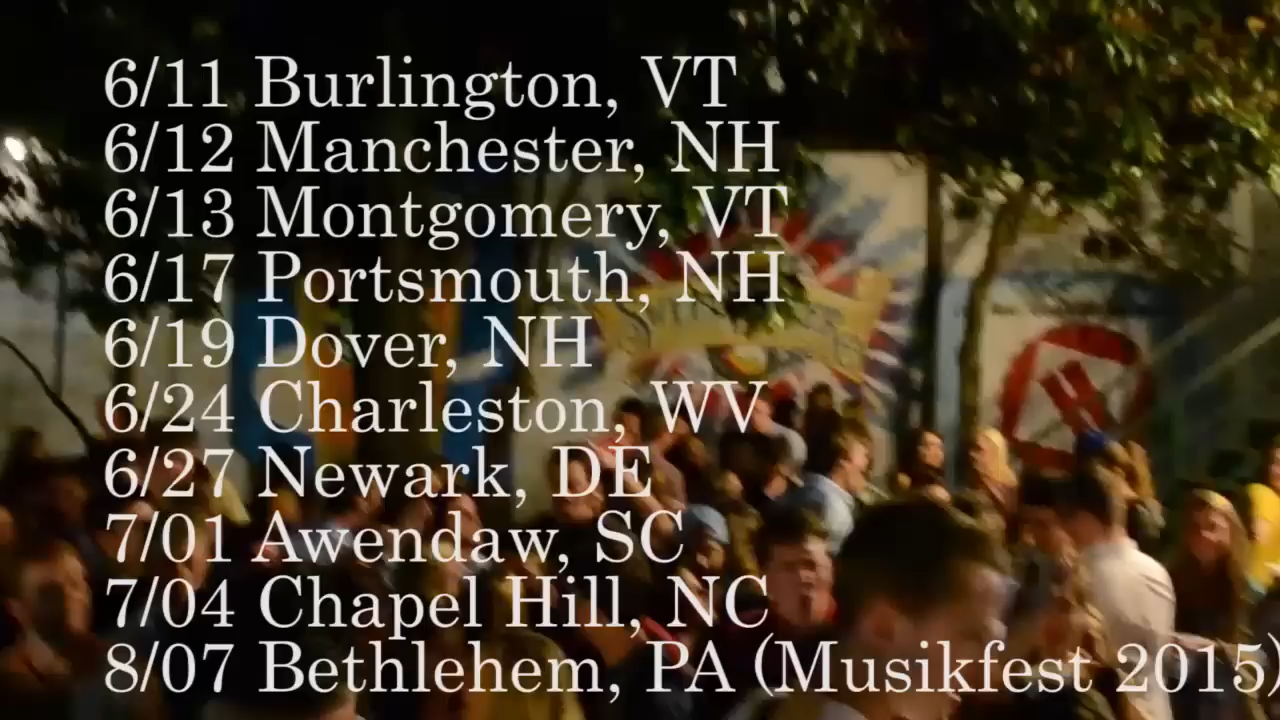 6/11 Burlington, VT
6/12 Manchester, NH
6/13 Montgomery, VT
6/17 Portsmouth, NH
6/19 Dover, NH
6/24 Charleston, WV
6/27 Newark, DE
7/01 Awendaw, SC
7/04 Chapel Hill, NC
8/07 Bethlehem, PA (Musikfest 2015)